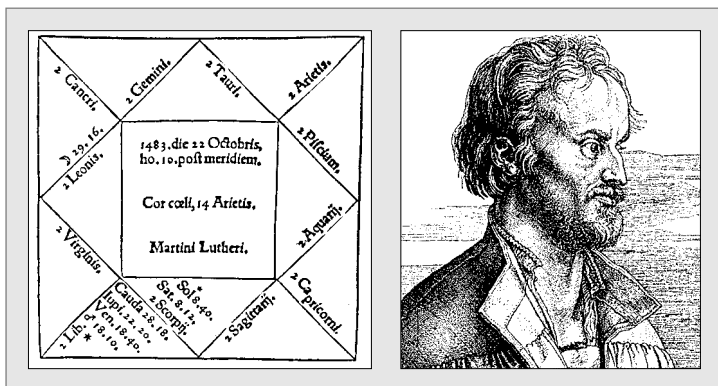 2 Cancri.
2 Gemini.
2 Tauri.
2 Arietis.
☽ 29. 16.
2 Leonis.
1483. die 22 Octobris,
ho. 10. post meridiem.
Cor cœli, 14 Arietis.
Martini Lutheri.
2 Piscium.
2 Aquarij.
2 Virginis.
2 Capricorni.
Sol 8. 40.
Sat. 8. 12.
2 Scorpij.
Cauda 28. 18.
Iupi. 22. 20.
Ven. 18. 40.
♂ 18. 10.
2 Lib.
2 Sagittarij.